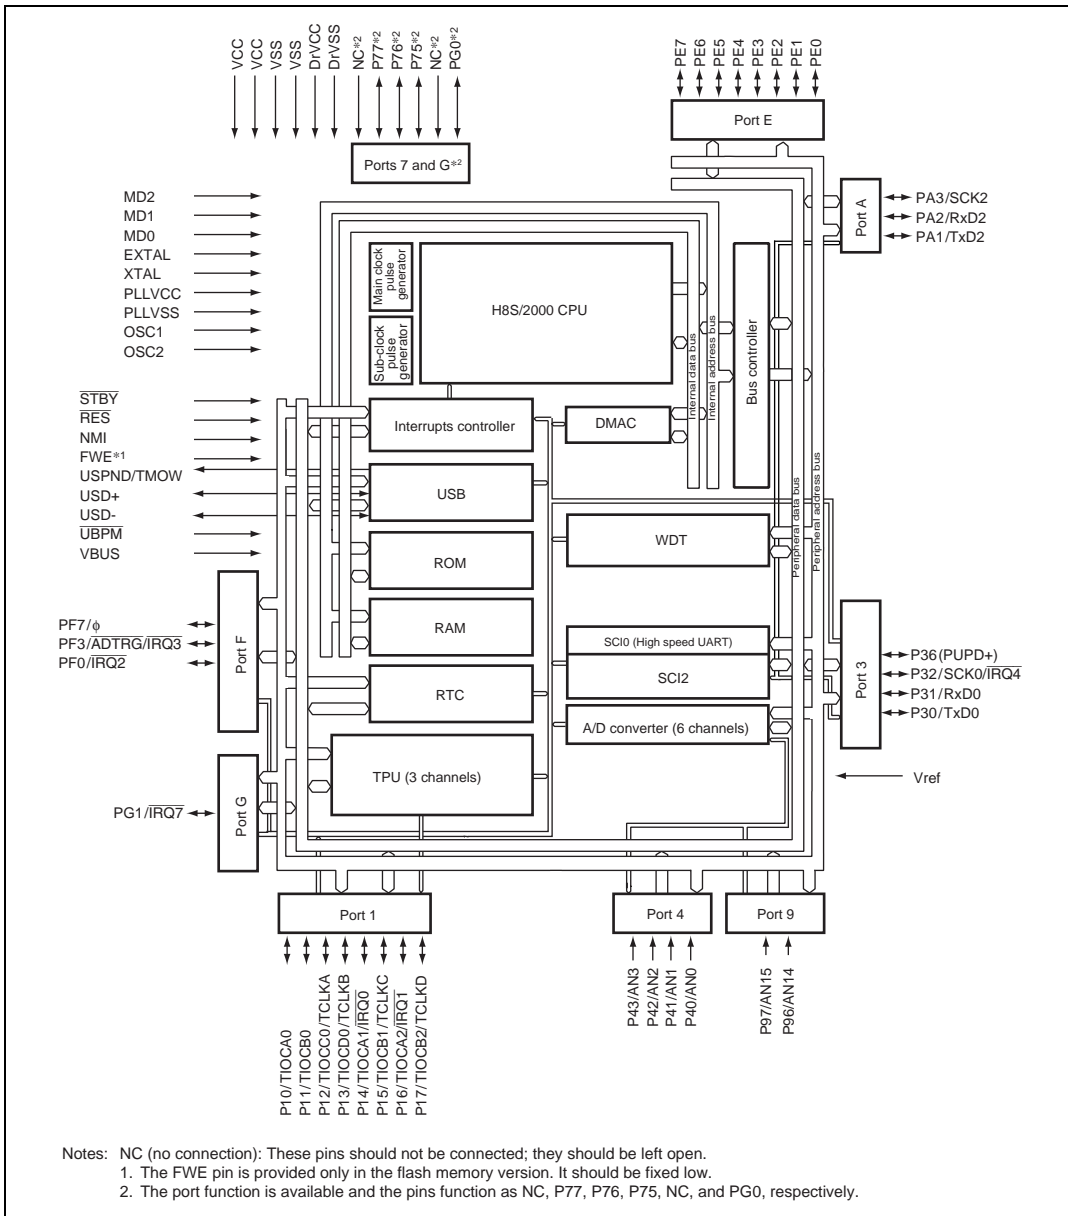 VCC
VCC
VSS
VSS
DrVCC
DrVSS
NC*2
P77*2
P76*2
P75*2
NC*2
PG0*2
PE7
PE6
PE5
PE4
PE3
PE2
PE1
PE0
Port E
Ports 7 and G*2
MD2
MD1
MD0
EXTAL
XTAL
PLLVCC
PLLVSS
OSC1
OSC2
STBY
RES
NMI
FWE*1
USPND/TMOW
USD+
USD-
UBPM
VBUS
Port A
PA3/SCK2
PA2/RxD2
PA1/TxD2
Main clock
pulse
generator
Sub-clock
pulse
generator
H8S/2000 CPU
Internal data bus
Internal address bus
Bus controller
Interrupts controller
DMAC
USB
ROM
RAM
RTC
TPU (3 channels)
WDT
SCI0 (High speed UART)
SCI2
A/D converter (6 channels)
Peripheral data bus
Peripheral address bus
Port F
PF7/ϕ
PF3/ADTRG/IRQ3
PF0/IRQ2
Port G
PG1/IRQ7
Port 3
P36 (PUPD+)
P32/SCK0/IRQ4
P31/RxD0
P30/TxD0
Vref
Port 1
Port 4
Port 9
P10/TIOCA0
P11/TIOCB0
P12/TIOCC0/TCLKA
P13/TIOCD0/TCLKB
P14/TIOCA1/IRQ0
P15/TIOCB1/TCLKC
P16/TIOCA2/IRQ1
P17/TIOCB2/TCLKD
P43/AN3
P42/AN2
P41/AN1
P40/AN0
P97/AN15
P96/AN14
Notes: NC (no connection): These pins should not be connected; they should be left open.
1. The FWE pin is provided only in the flash memory version. It should be fixed low.
2. The port function is available and the pins function as NC, P77, P76, P75, NC, and PG0, respectively.